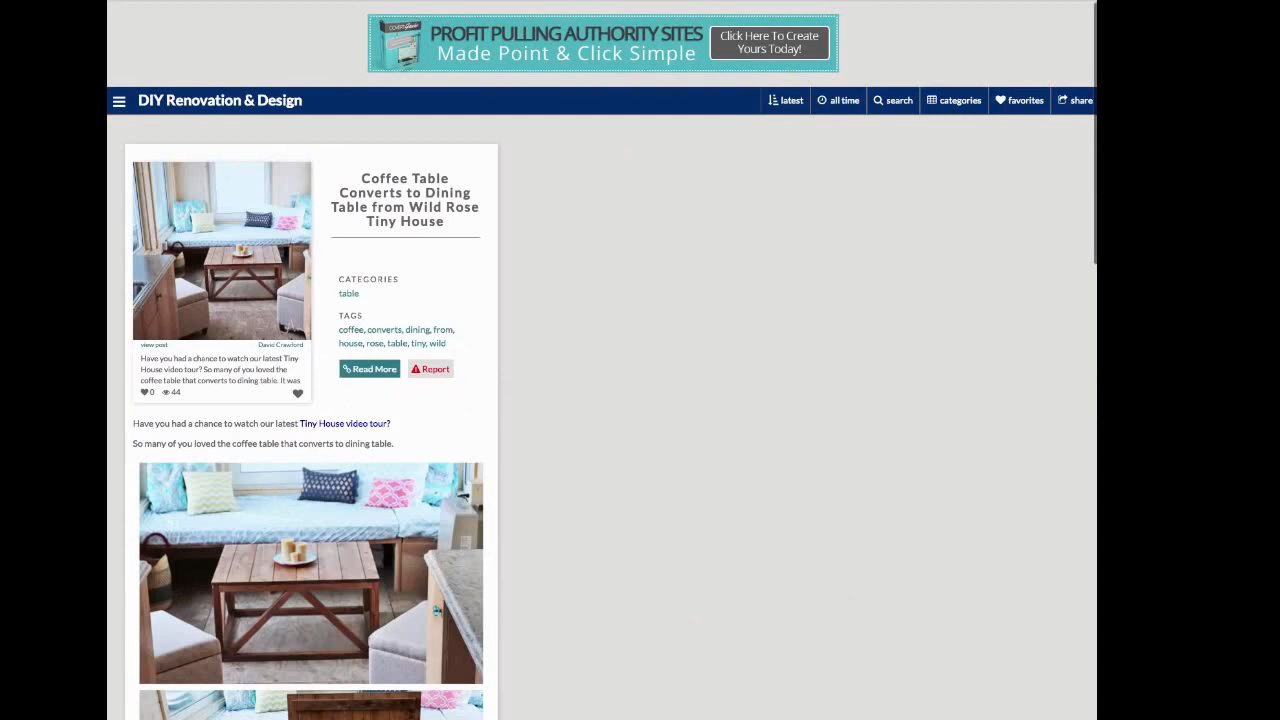 PROFIT PULLING AUTHORITY SITES
Made Point & Click Simple
Click Here To Create
Yours Today!
DIY Renovation & Design
latest
all time
search
categories
favorites
share
Coffee Table
Converts to Dining
Table from Wild Rose
Tiny House
CATEGORIES
table
TAGS
coffee, converts, dining, from,
house, rose, table, tiny, wild
Read More
Report
view post
David Crawford
Have you had a chance to watch our latest Tiny
House video tour? So many of you loved the
coffee table that converts to dining table. It was
0
44
Have you had a chance to watch our latest Tiny House video tour?
So many of you loved the coffee table that converts to dining table.